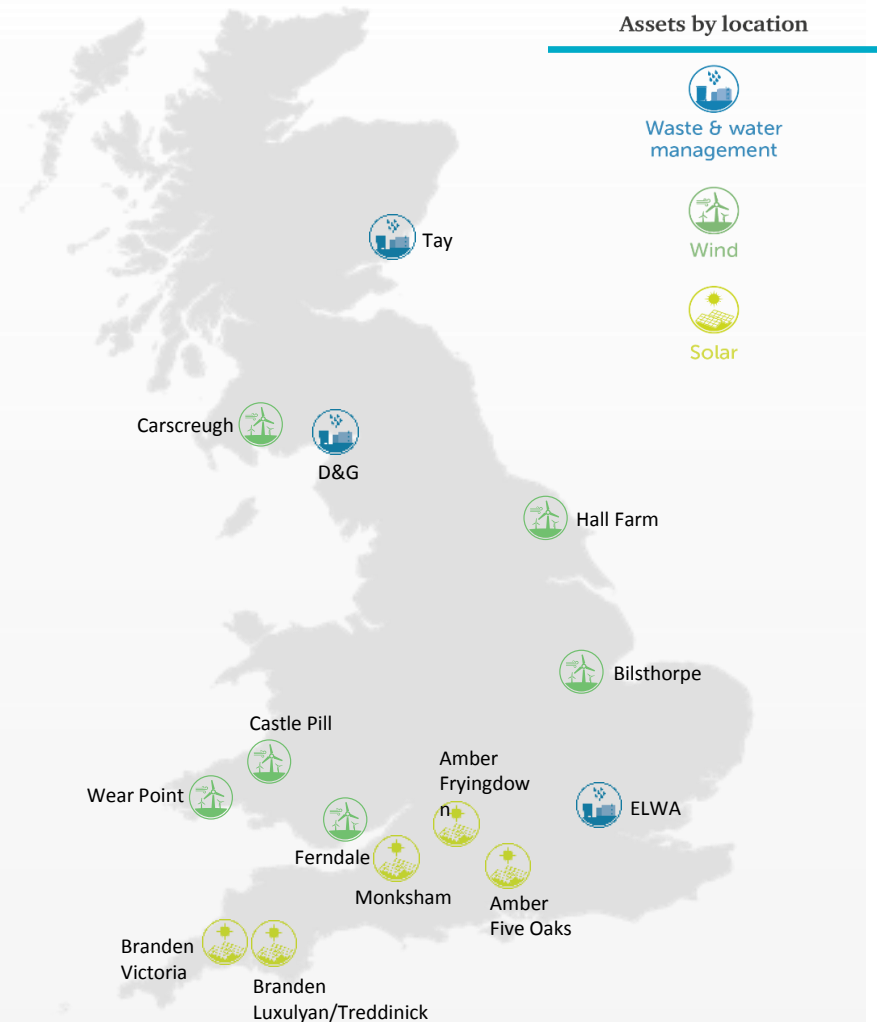 Assets by location
Waste & water
management
Wind
Solar
Tay
Carscreugh
D&G
Hall Farm
Bilsthorpe
Castle Pill
Wear Point
Amber
Fryingdow
n
ELWA
Ferndale
Monksham
Amber
Five Oaks
Branden
Victoria
Branden
Luxulyan/Treddinick